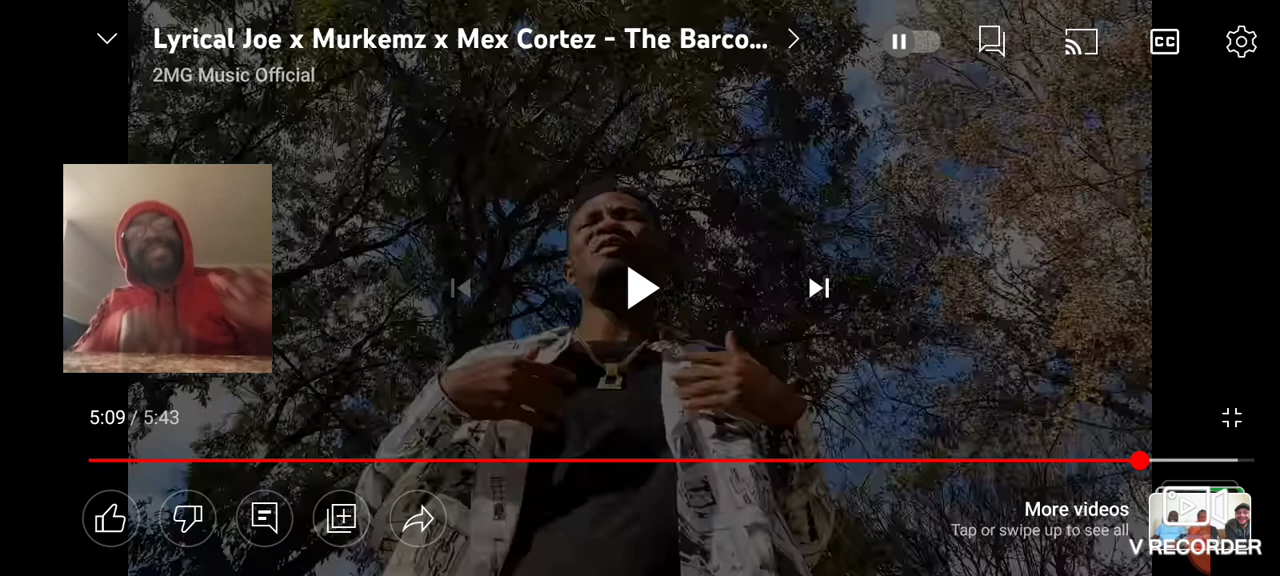 Lyrical Joe x Murkemz x Mex Cortez - The Barco...
2MG Music Official
CC
5:09 / 5:43
More videos
Tap or swipe up to see all
V RECORDER